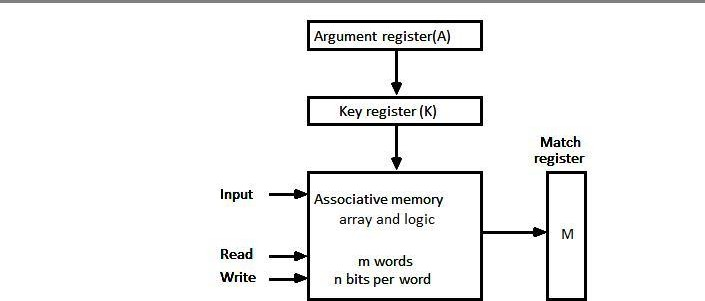 Argument register(A)
Key register (K)
Match
register
Input
Associative memory
array and logic
M
Read
m words
Write
n bits per word